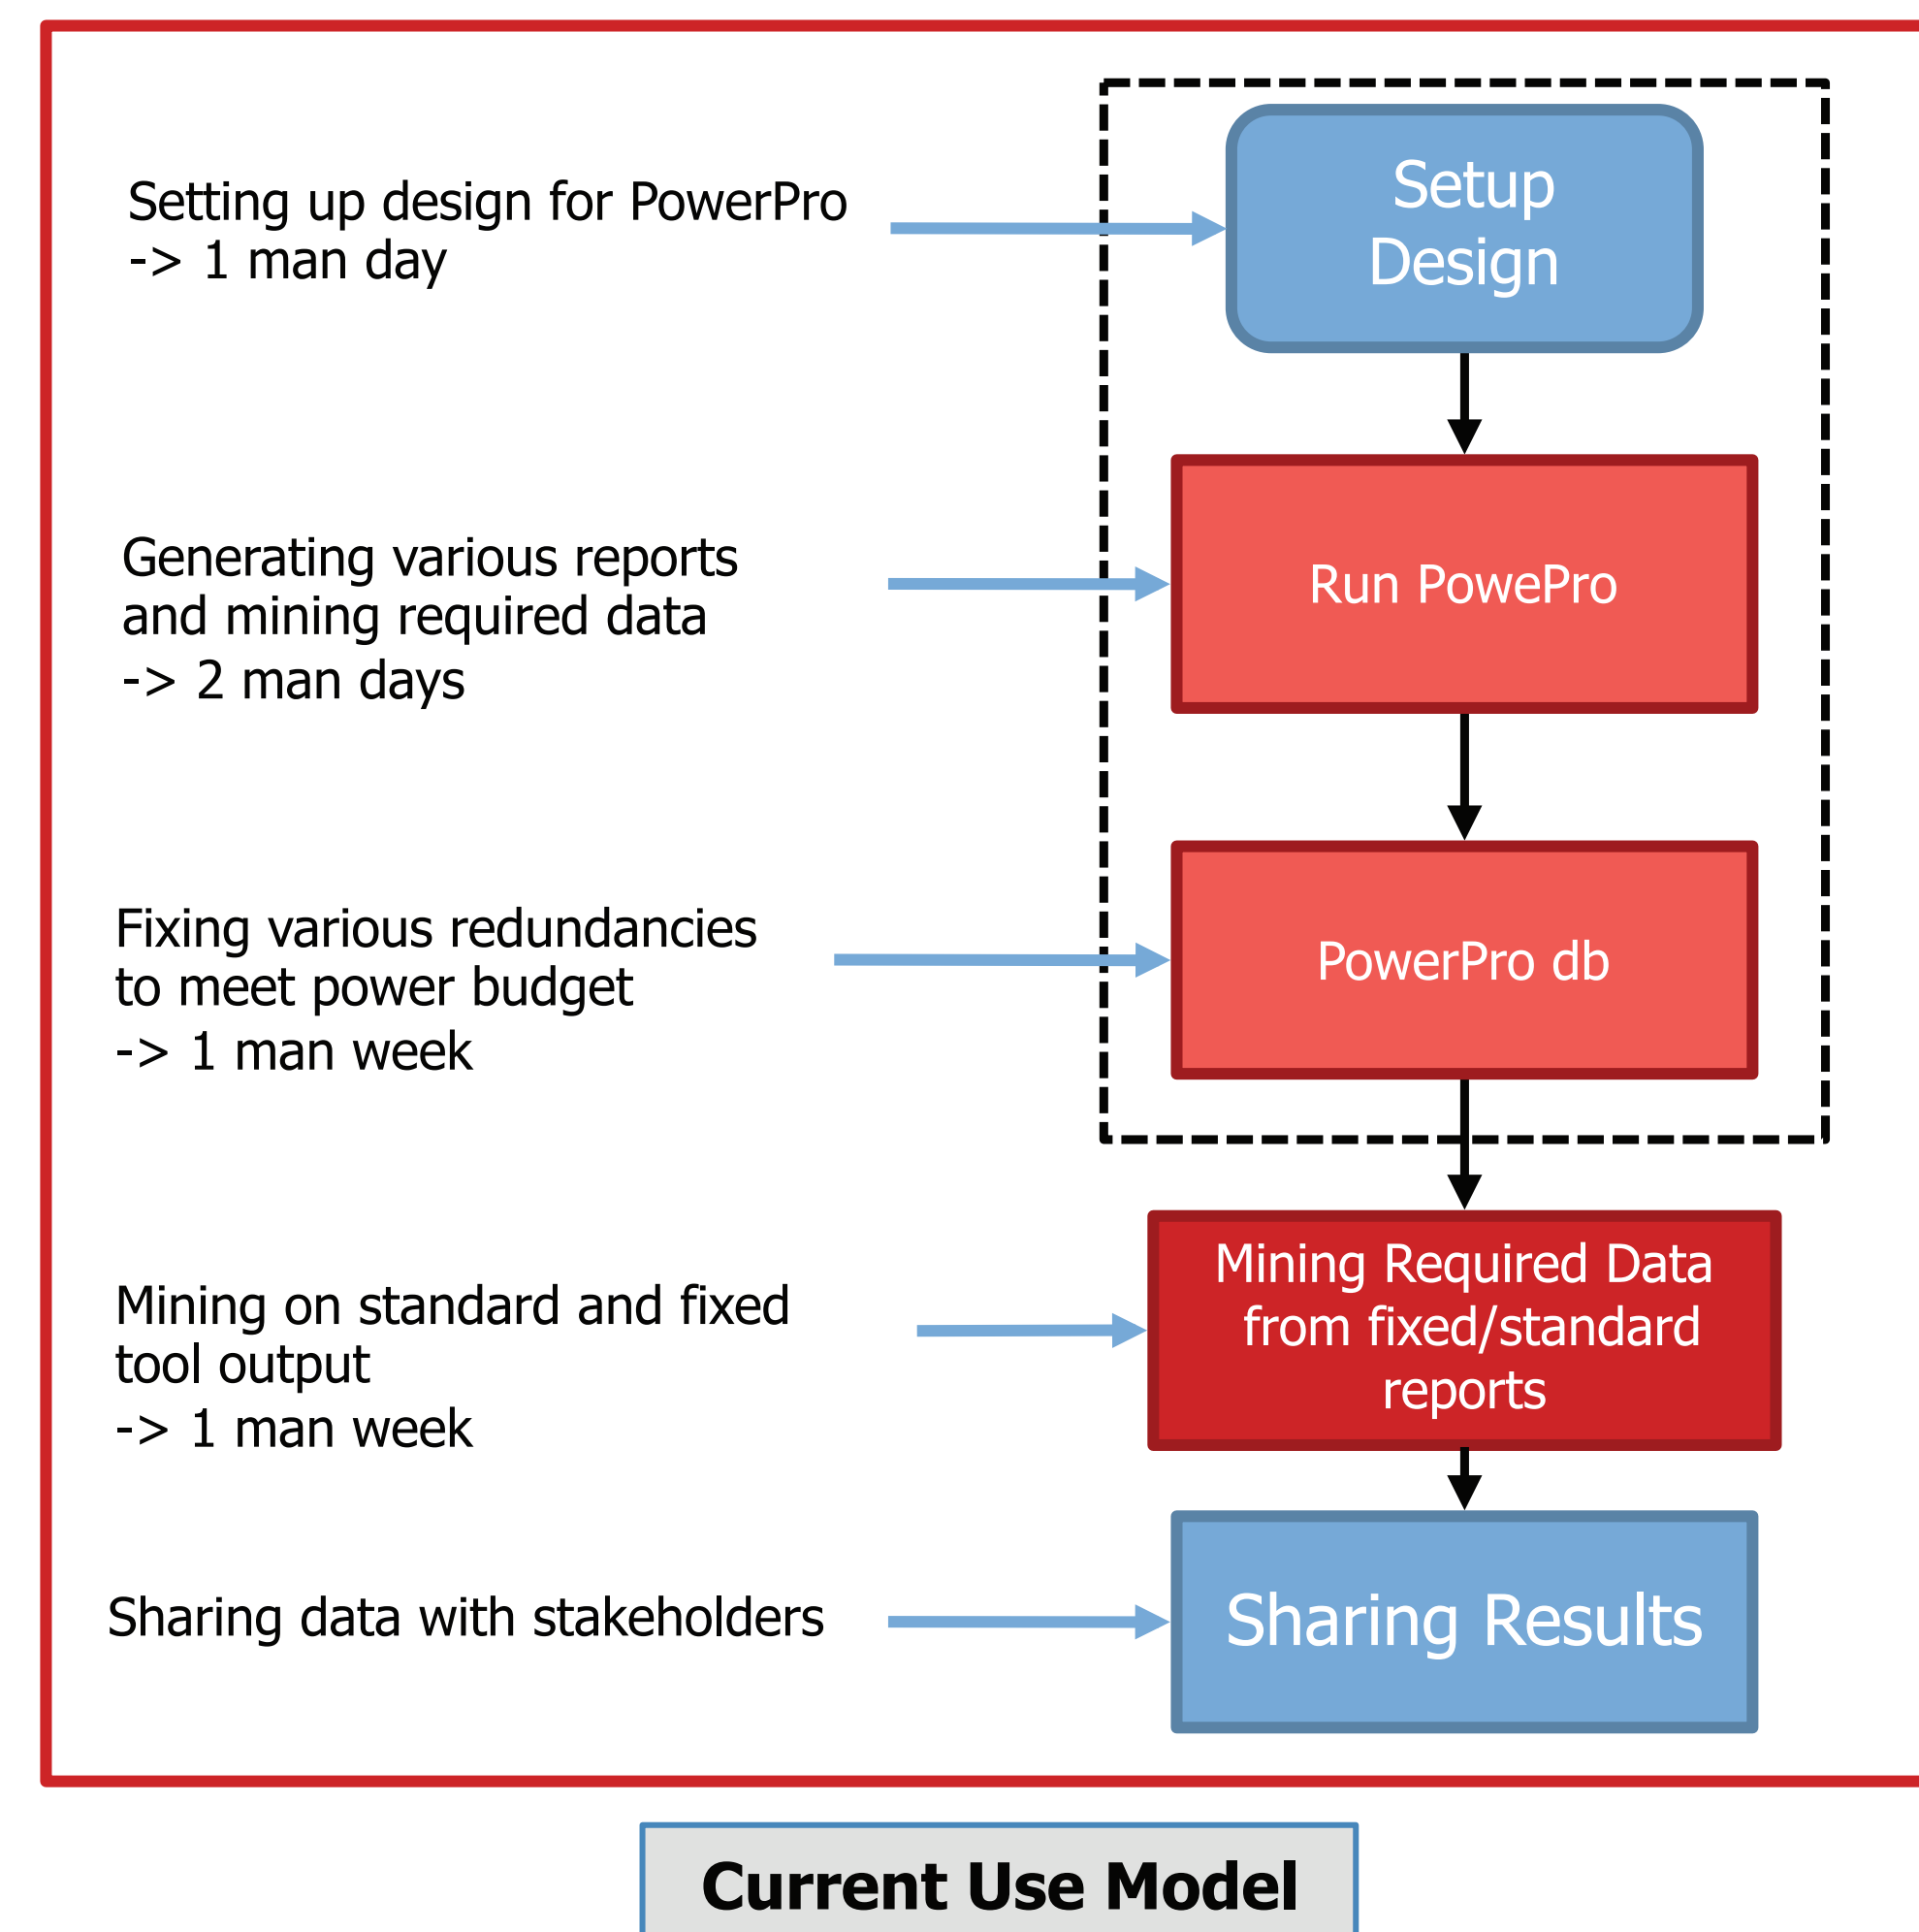 Setting up design for PowerPro
-> 1 man day
Setup
Design
Generating various reports
and mining required data
-> 2 man days
Run PowePro
Fixing various redundancies
to meet power budget
-> 1 man week
PowerPro db
Mining on standard and fixed
tool output
-> 1 man week
Mining Required Data
from fixed/standard
reports
Sharing data with stakeholders
Sharing Results
Current Use Model